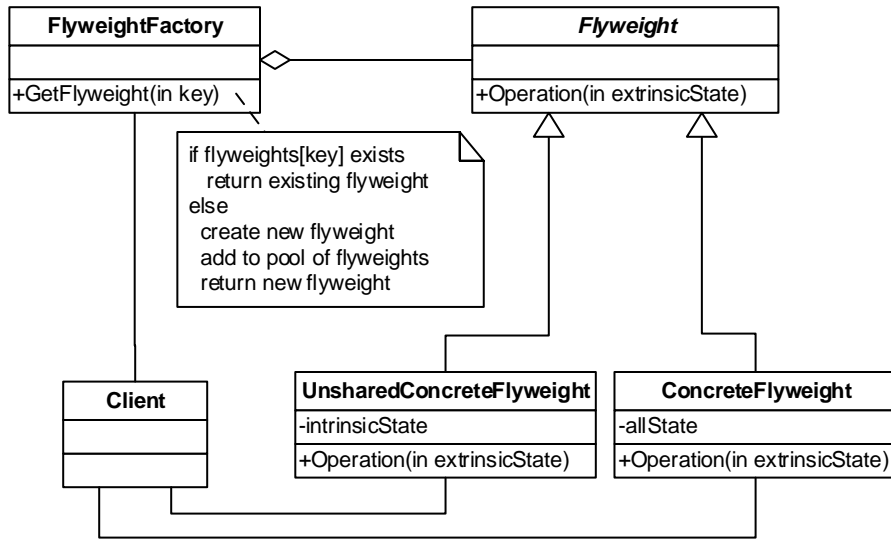 FlyweightFactory
+GetFlyweight(in key)
Flyweight
+Operation(in extrinsicState)
if flyweights[key] exists
return existing flyweight
else
create new flyweight
add to pool of flyweights
return new flyweight
Client
UnsharedConcreteFlyweight
-intrinsicState
+Operation(in extrinsicState)
ConcreteFlyweight
-allState
+Operation(in extrinsicState)